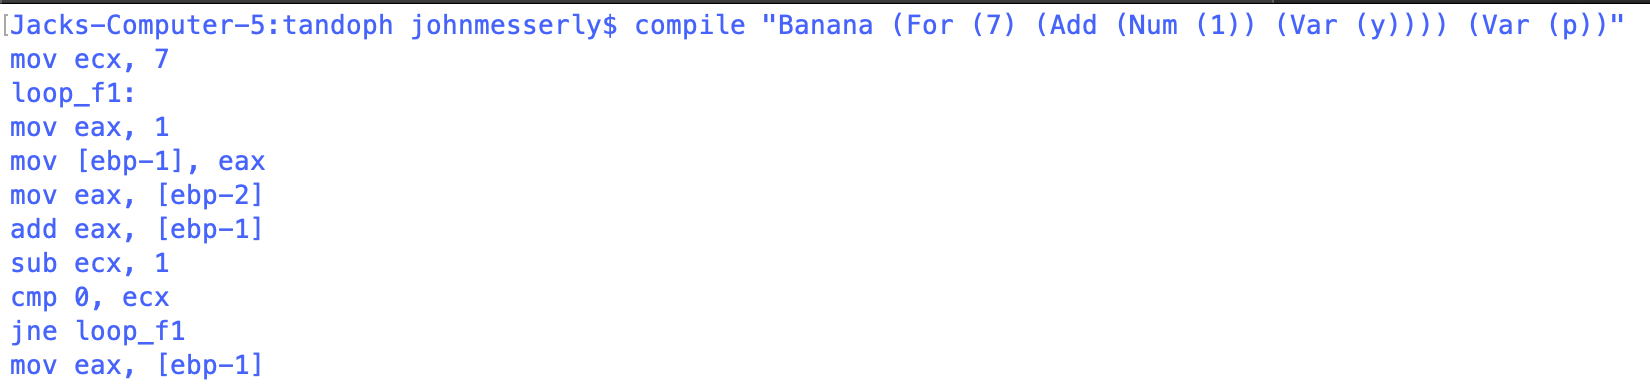 [Jacks-Computer-5:tandoph johnmesserly$ compile "Banana (For (7) (Add (Num (1)) (Var (y)))) (Var (p))"
mov ecx, 7
loop_f1:
mov eax, 1
mov [ebp-1], eax
mov eax, [ebp-2]
add eax, [ebp-1]
sub ecx, 1
cmp 0, ecx
jne loop_f1
mov eax, [ebp-1]